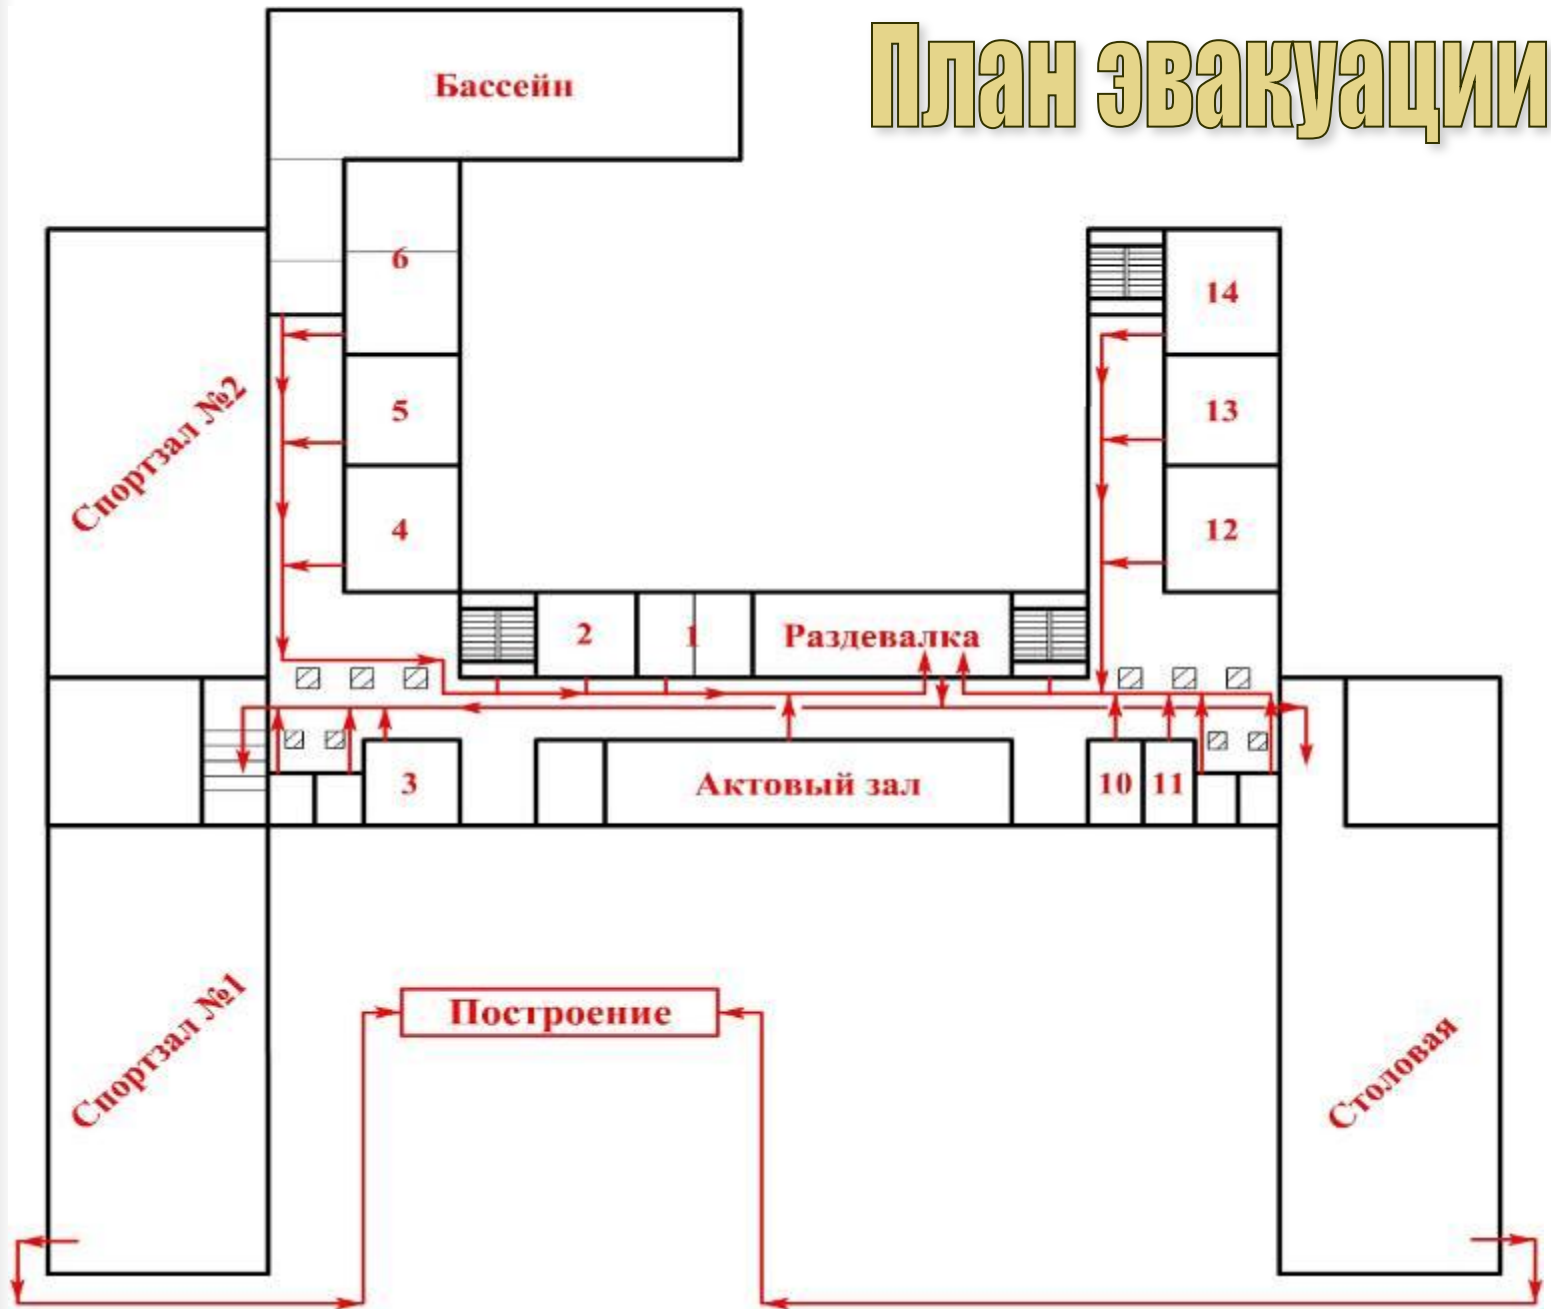 План эвакуации
Бассейн
6
14
Спортзал №2
5
13
4
12
2
1
Раздевалка
3
Актовый зал
10
11
Спортзал №1
Построение
Столовая